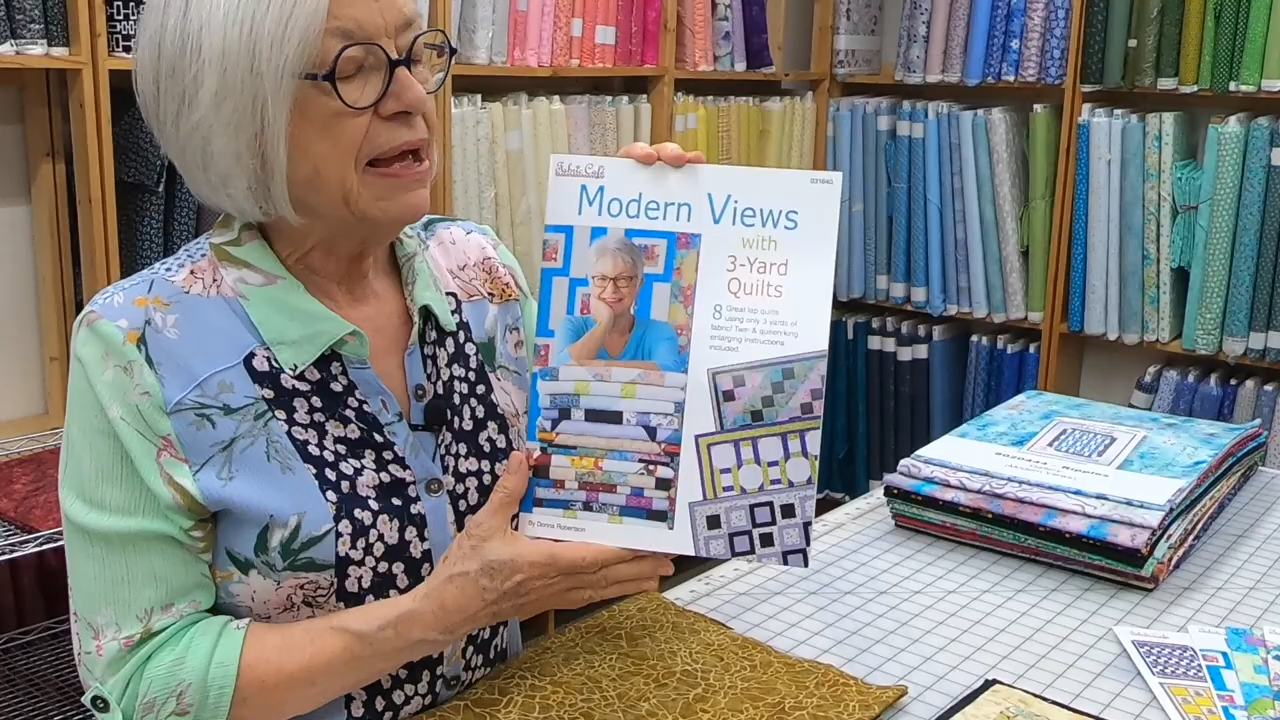 Fabric Café
031640
Modern Views
with
3-Yard
Quilts
8 Great lap quilts
using only 3 yards of
fabric! Twin & queen/king
enlarging instructions
included.
By Donna Robertson